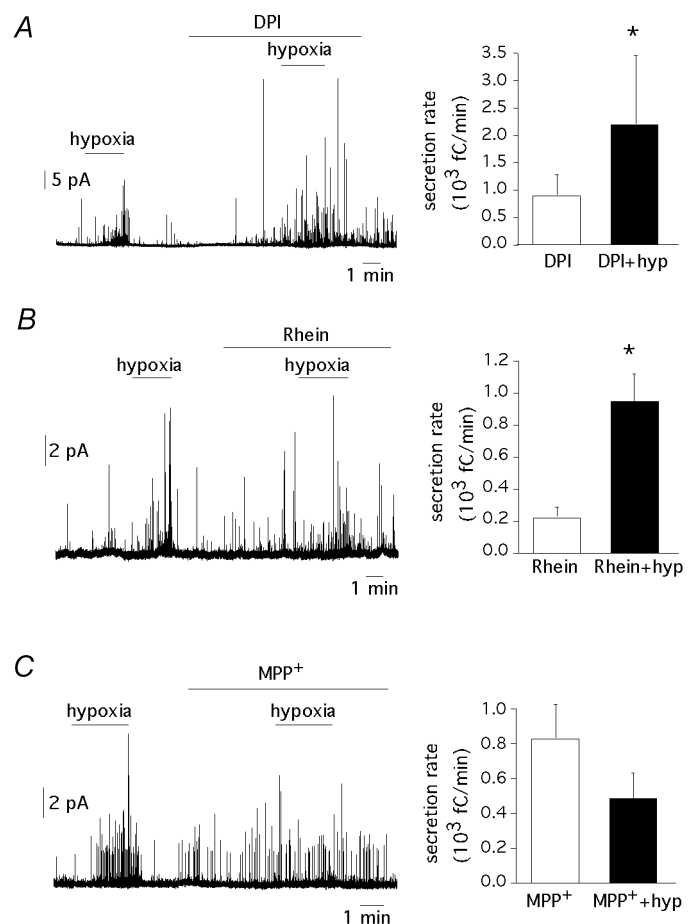 A
DPI
hypoxia
hypoxia
5 pA
1 min
*
secretion rate
(10³ fC/min)
3.5
3.0
2.5
2.0
1.5
1.0
0.5
0.0
DPI
DPI+hyp
B
Rhein
hypoxia
hypoxia
2 pA
1 min
*
secretion rate
(10³ fC/min)
1.2
1.0
0.8
0.6
0.4
0.2
0.0
Rhein
Rhein+hyp
C
MPP⁺
hypoxia
hypoxia
2 pA
1 min
secretion rate
(10³ fC/min)
1.0
0.8
0.6
0.4
0.2
0.0
MPP⁺
MPP⁺+hyp